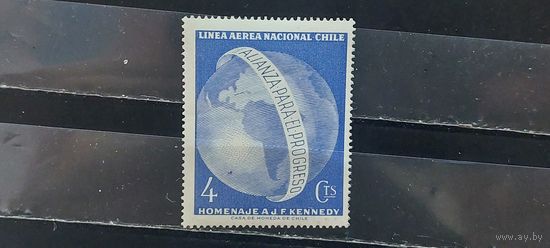 LINEA AEREA NACIONAL CHILE
ALIANZA PARA EL PROGRESO
4 CTS
HOMENAJE A J. F. KENNEDY
CASA DE MONEDA DE CHILE
https://www.ay.by/